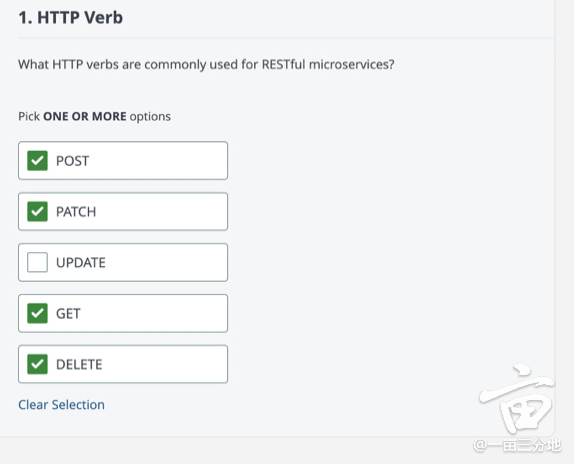 1. HTTP Verb
What HTTP verbs are commonly used for RESTful microservices?
Pick ONE OR MORE options
POST
PATCH
UPDATE
GET
DELETE
Clear Selection
亩
@一亩三分地